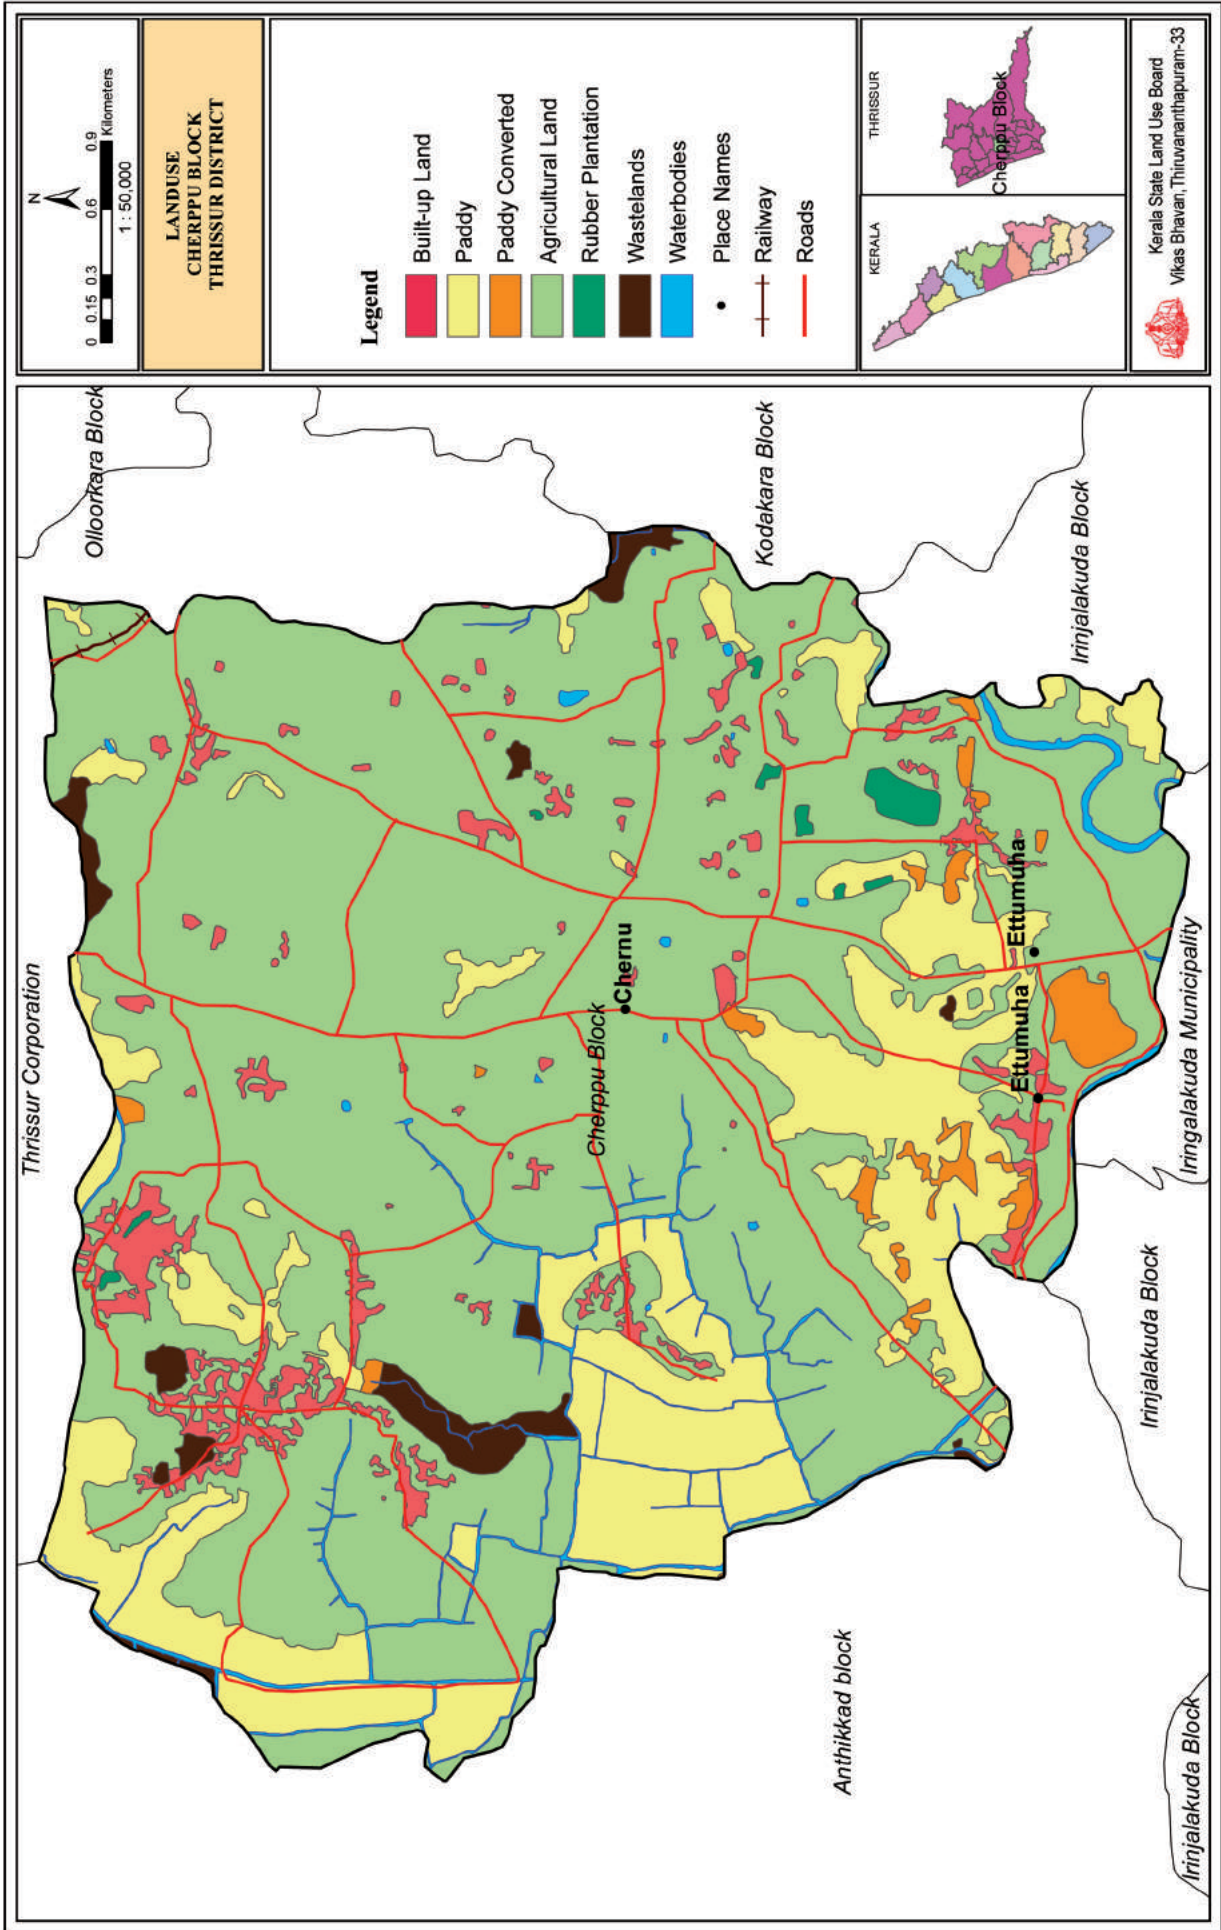 N
0 0.15 0.3 0.6 0.9
Kilometers
1 : 50,000
LANDUSE
CHERPPU BLOCK
THRISSUR DISTRICT
Legend
Built-up Land
Paddy
Paddy Converted
Agricultural Land
Rubber Plantation
Wastelands
Waterbodies
Place Names
Railway
Roads
KERALA
THRISSUR
Cherppu Block
Kerala State Land Use Board
Vikas Bhavan, Thiruvananthapuram-33
Thrissur Corporation
Olloorkara Block
Cherppu Block
Chernu
Kodakara Block
Anthikkad block
Ettumuha
Ettumuha
Irinjalakuda Block
Irinjalakuda Block
Iringalakuda Municipality
Irinjalakuda Block